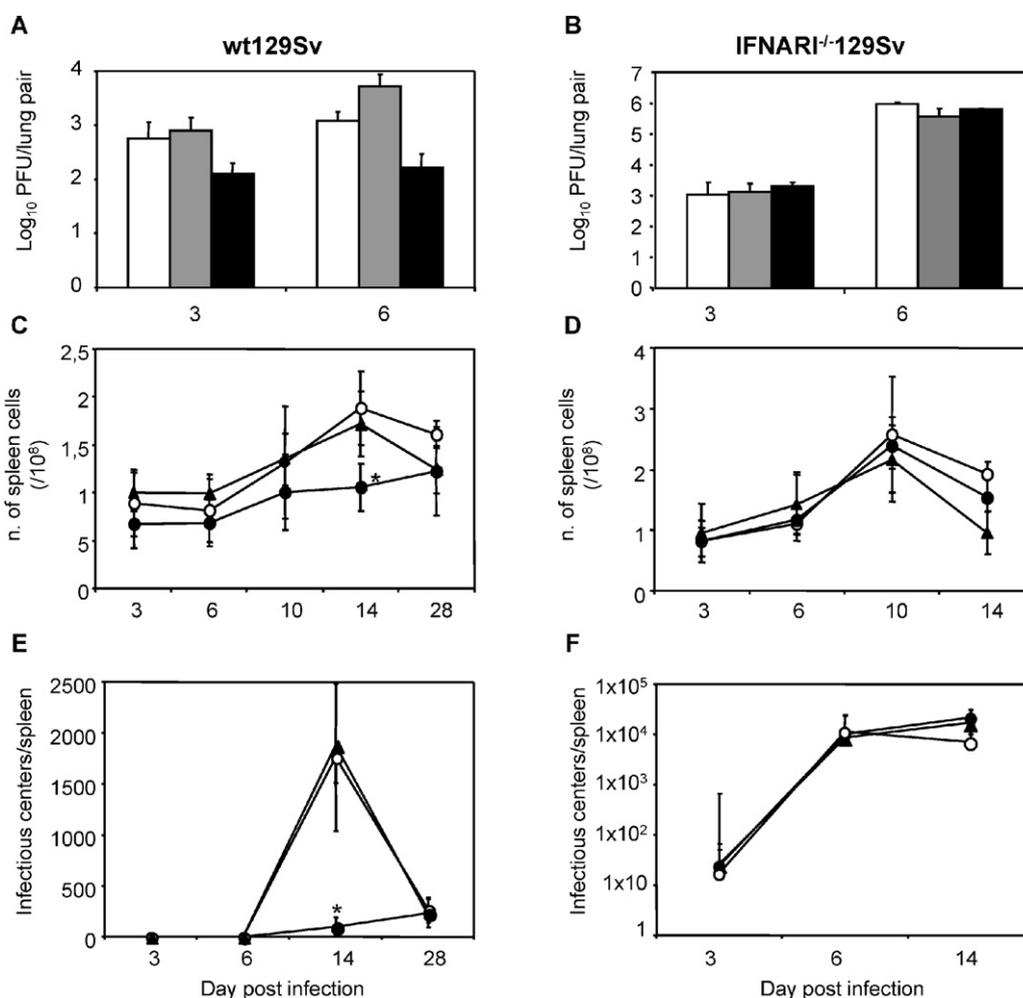 A
wt129Sv
Log10 PFU/lung pair
4
3
2
1
0
3 6
B
IFNARI-/-129Sv
Log10 PFU/lung pair
7
6
5
4
3
2
1
0
3 6
C
n. of spleen cells
(/10⁸)
2,5
2
1,5
1
5
0
*
3 6 10 14 28
D
n. of spleen cells
(/10⁸)
4
3
2
1
0
3 6 10 14
E
Infectious centers/spleen
2500
2000
1500
1000
500
0
*
3 6 14 28
Day post infection
F
Infectious centers/spleen
1x10⁵
1x10⁴
1x10³
1x10²
1x10
1
3 6 14
Day post infection